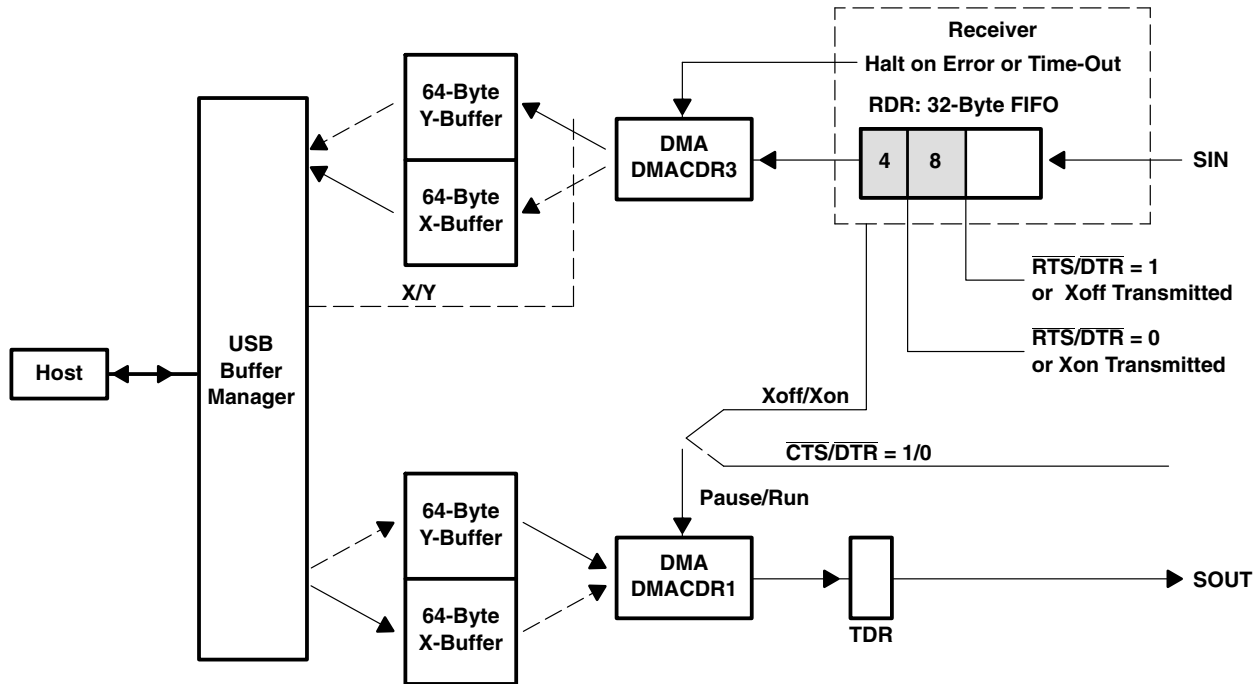 Receiver
Halt on Error or Time-Out
RDR: 32-Byte FIFO
4
8
SIN
64-Byte
Y-Buffer
64-Byte
X-Buffer
DMA
DMACDR3
X/Y
RTS/DTR = 1
or Xoff Transmitted
RTS/DTR = 0
or Xon Transmitted
Host
USB
Buffer
Manager
Xoff/Xon
CTS/DTR = 1/0
Pause/Run
64-Byte
Y-Buffer
64-Byte
X-Buffer
DMA
DMACDR1
TDR
SOUT